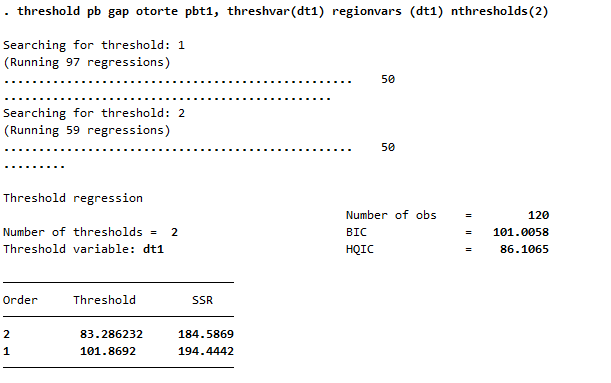 . threshold pb gap otorte pbt1, threshvar(dt1) regionvars (dt1) nthresholds(2)
Searching for threshold: 1
(Running 97 regressions)
.................................................. 50
...............................................
Searching for threshold: 2
(Running 59 regressions)
.................................................. 50
.........
Threshold regression
Number of obs = 120
Number of thresholds = 2 BIC = 101.0058
Threshold variable: dt1 HQIC = 86.1065
Order Threshold SSR
2 83.286232 184.5869
1 101.8692 194.4442